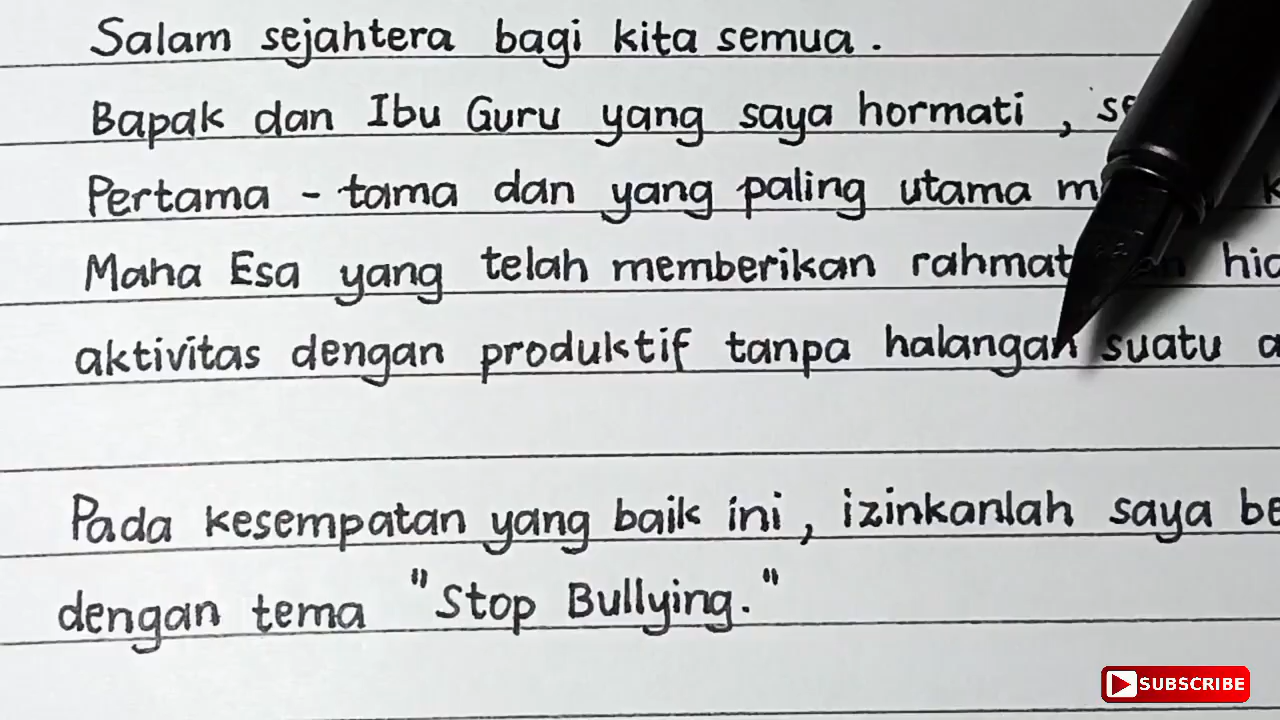 Salam sejahtera bagi kita semua.
Bapak dan Ibu Guru yang saya hormati,
Pertama - tama dan yang paling utama
Maha Esa yang telah memberikan rahmat
aktivitas dengan produktif tanpa halangan suatu
Pada kesempatan yang baik ini, izinkanlah saya
dengan tema "Stop Bullying."
SUBSCRIBE